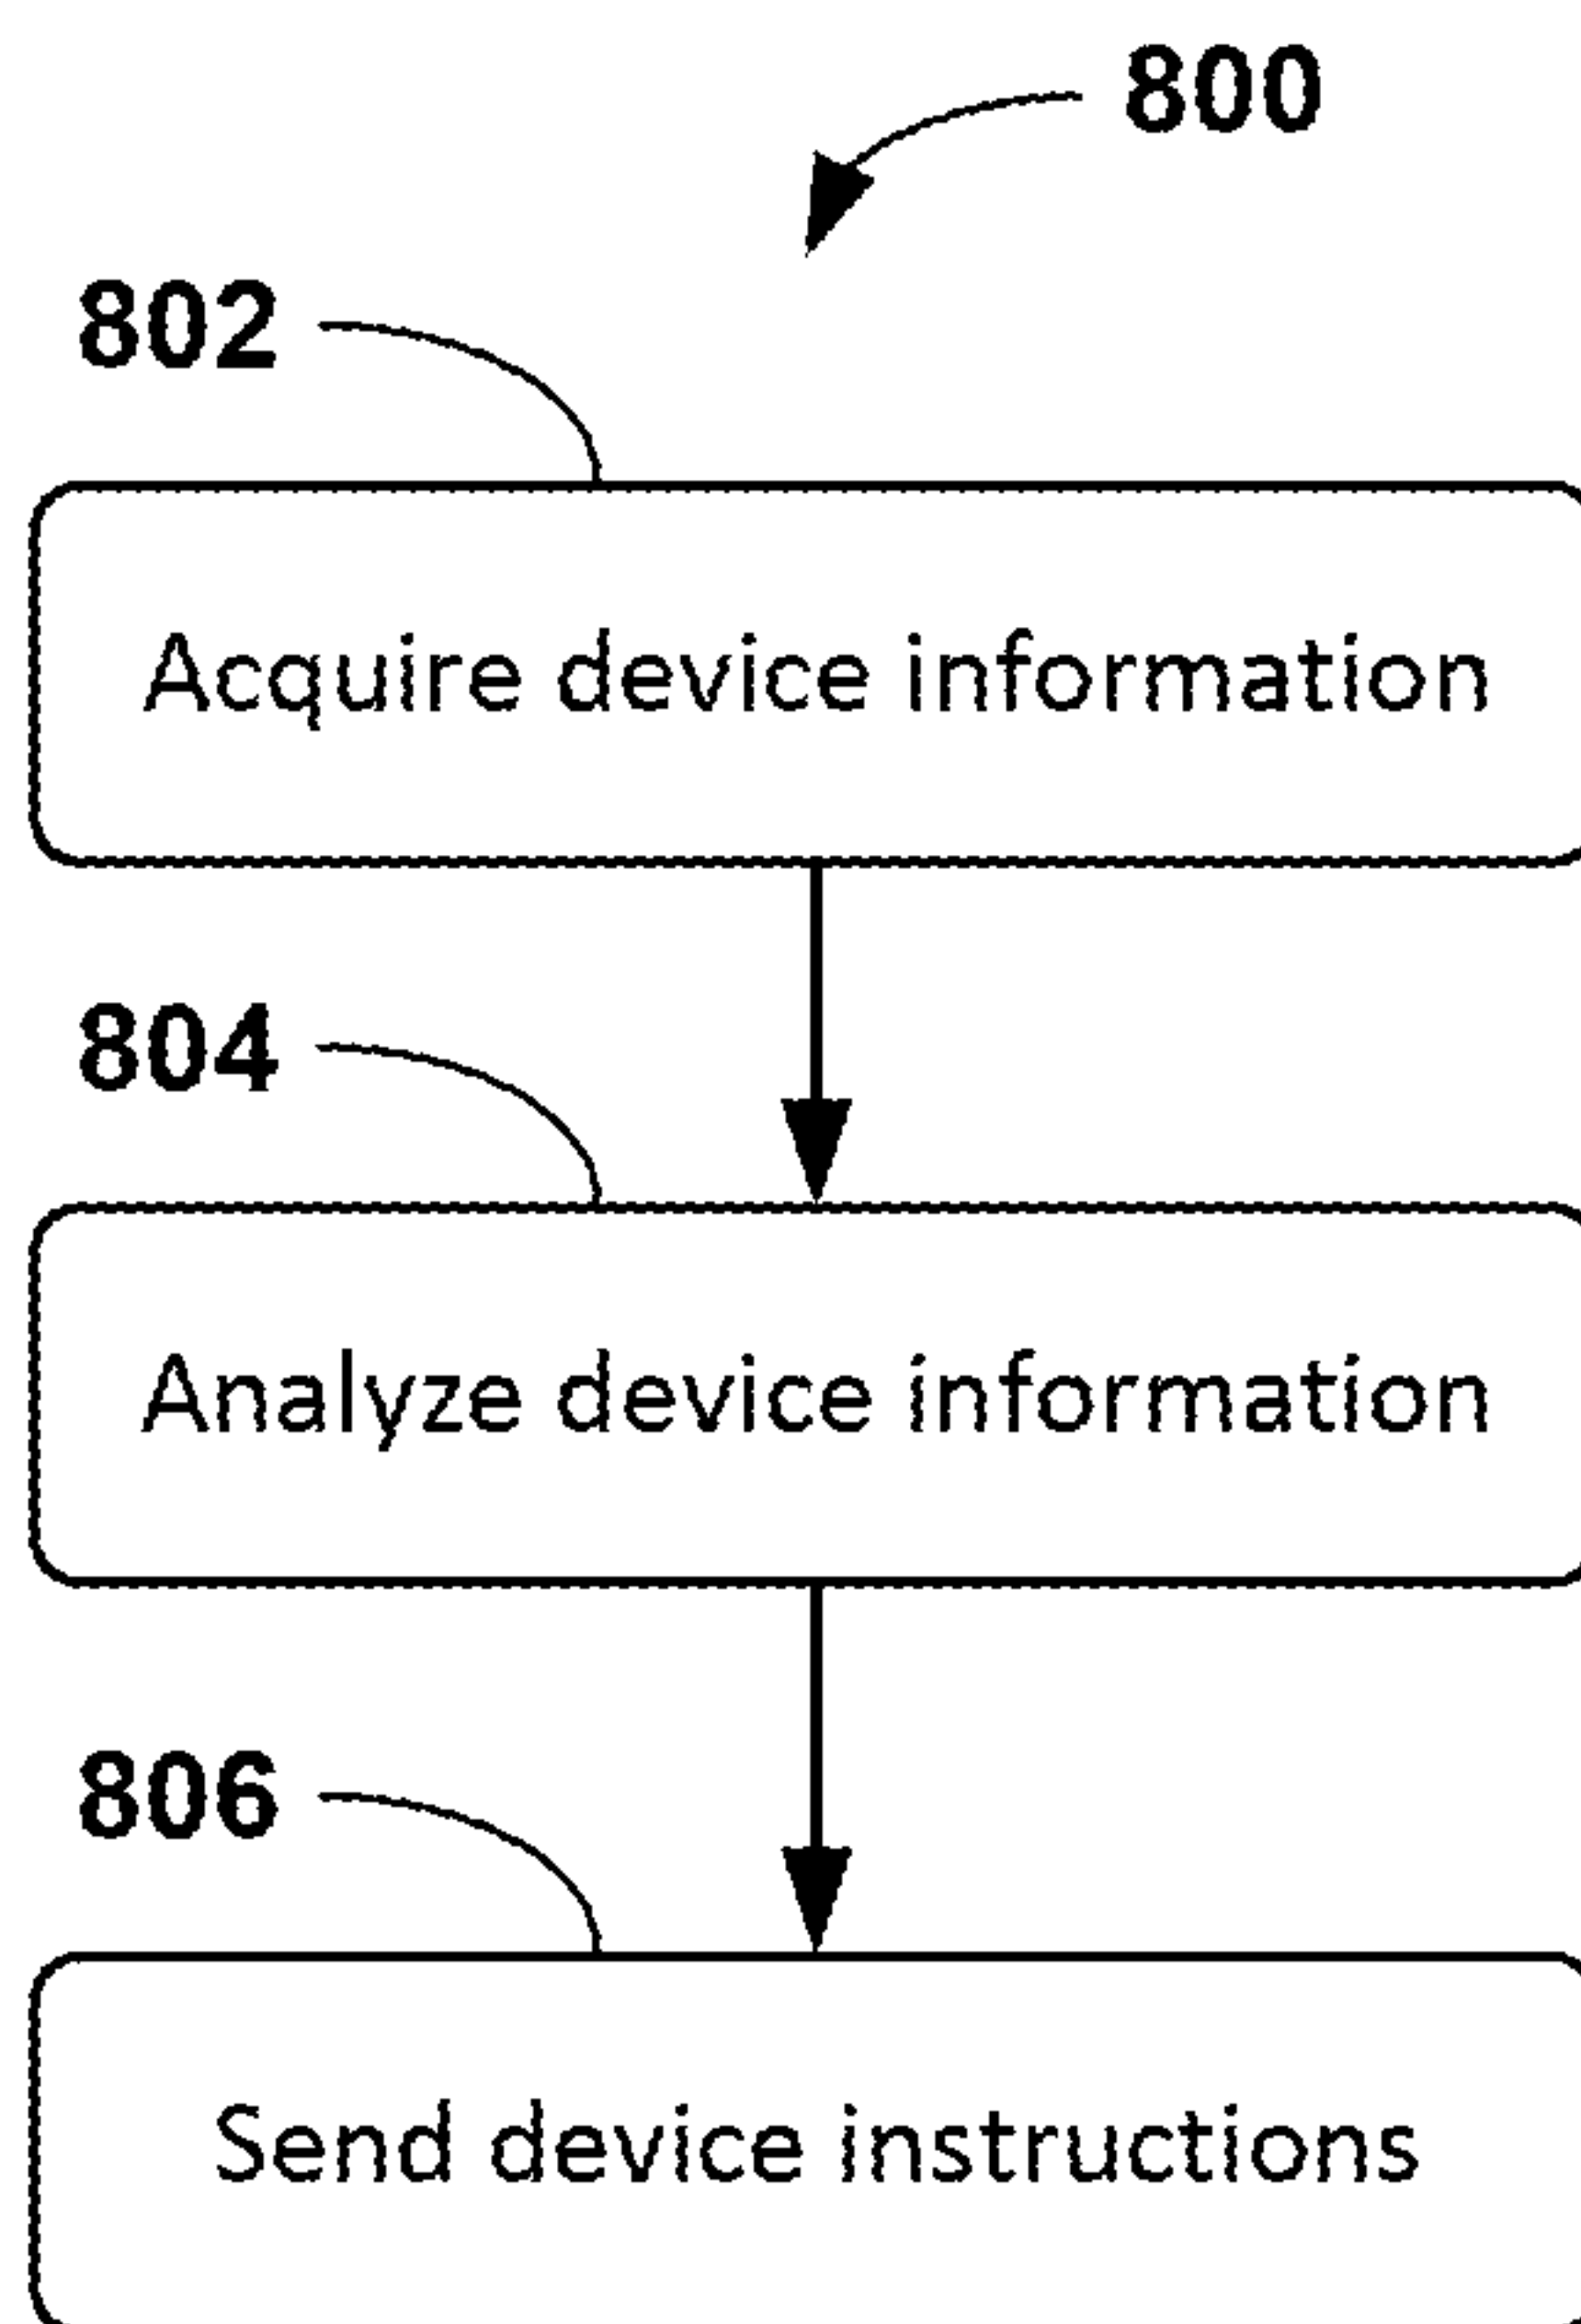 800
802
Acquire device information
804
Analyze device information
806
Send device instructions